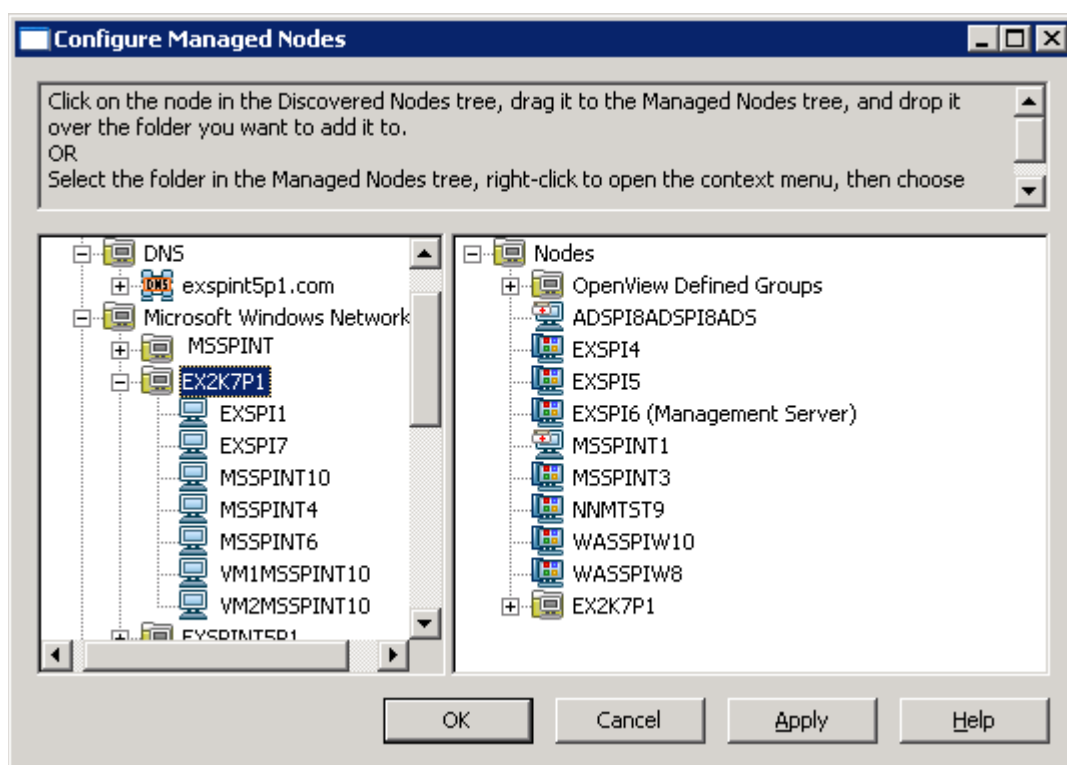 Configure Managed Nodes
Click on the node in the Discovered Nodes tree, drag it to the Managed Nodes tree, and drop it
over the folder you want to add it to.
OR
Select the folder in the Managed Nodes tree, right-click to open the context menu, then choose
DNS
DNS exspint5p1.com
Microsoft Windows Network
MSSPINT
EX2K7P1
EXSPI1
EXSPI7
MSSPINT10
MSSPINT4
MSSPINT6
VM1MSSPINT10
VM2MSSPINT10
EXSPINT5P1
Nodes
OpenView Defined Groups
ADSPI8ADSPI8ADS
EXSPI4
EXSPI5
EXSPI6 (Management Server)
MSSPINT1
MSSPINT3
NNMTST9
WASSPIW10
WASSPIW8
EX2K7P1
OK
Cancel
Apply
Help